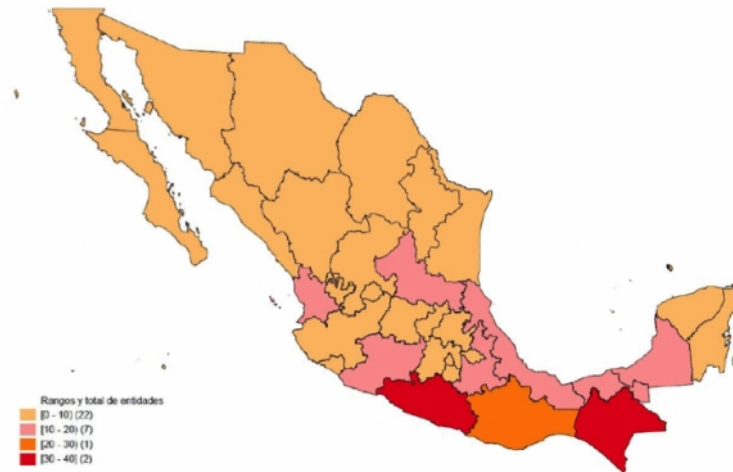 Rangos y total de entidades
[0 - 10) (22)
[10 - 20) (7)
[20 - 30) (1)
[30 - 40] (2)